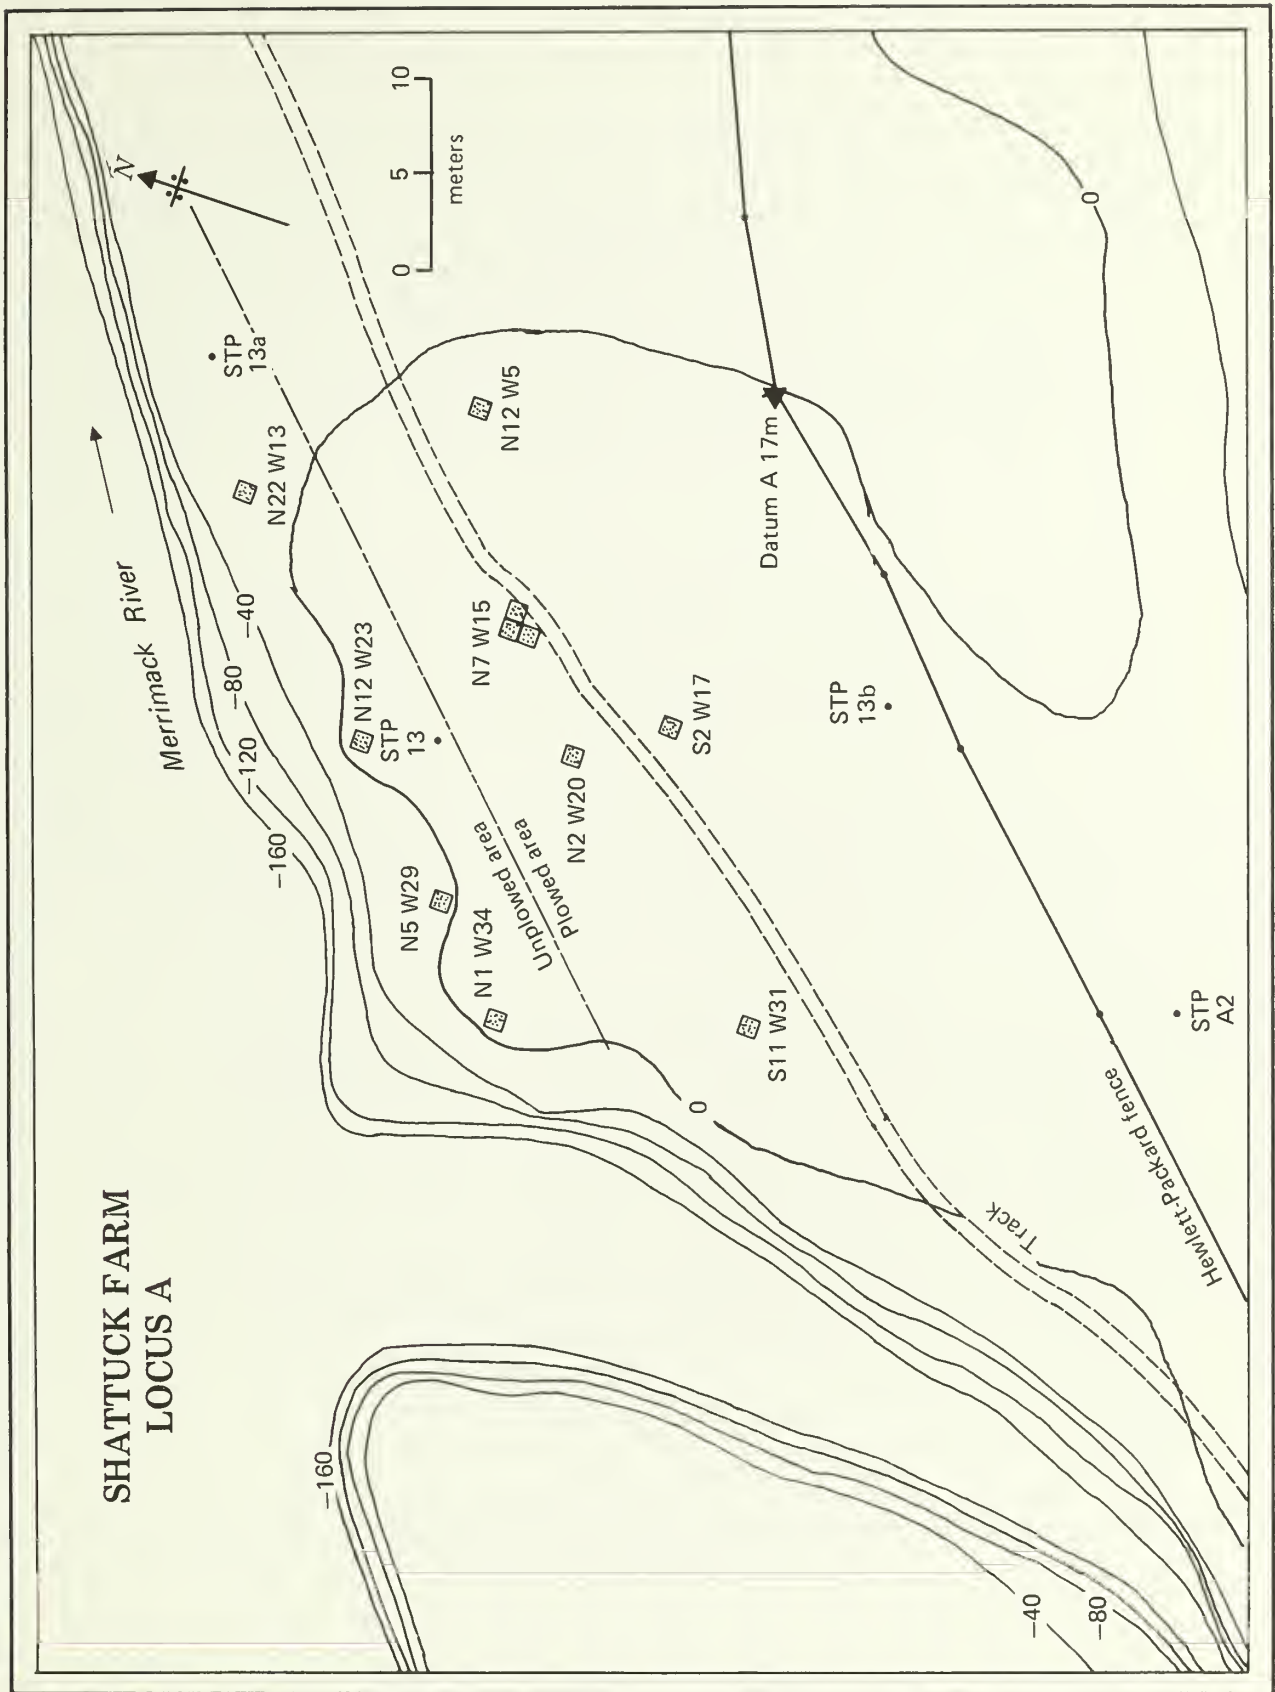 SHATTUCK FARM
LOCUS A
Merrimack River
N
0 5 10
meters
STP
13a
N22 W13
N12 W5
N12 W23
STP
13
N7 W15
N5 W29
N1 W34
N2 W20
S2 W17
S11 W31
Unplowed area
Plowed area
Datum A 17m
STP
13b
STP
A2
Hewlett-Packard fence
Track
0
0
−40
−80
−120
−160
−160
−40
−80